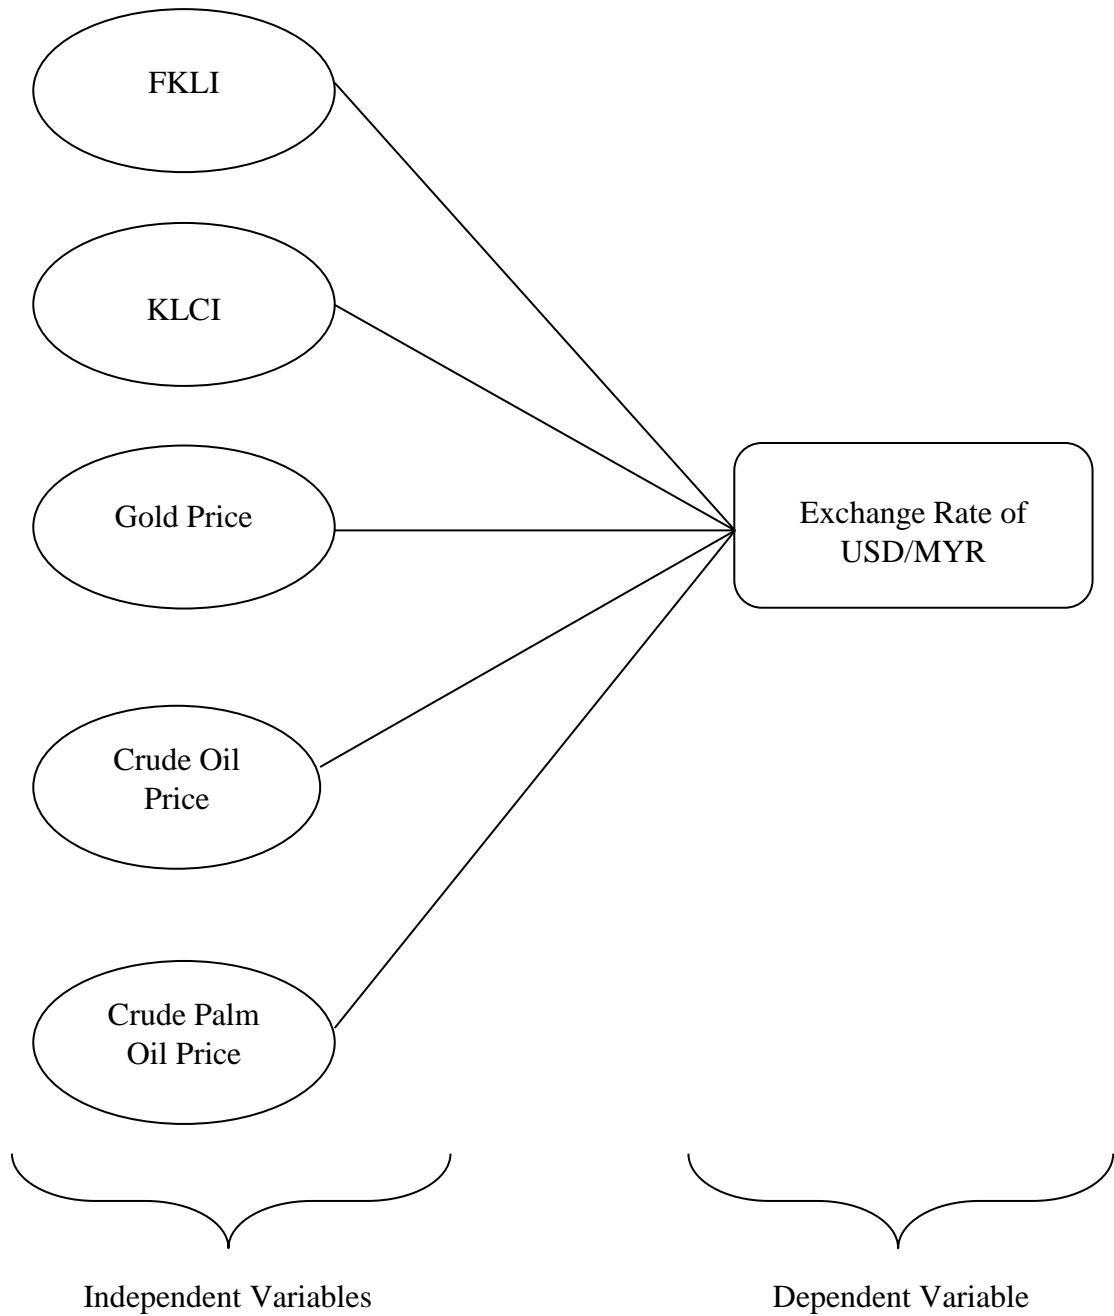 FKLI
KLCI
Gold Price
Crude Oil
Price
Crude Palm
Oil Price
Exchange Rate of
USD/MYR
Independent Variables
Dependent Variable